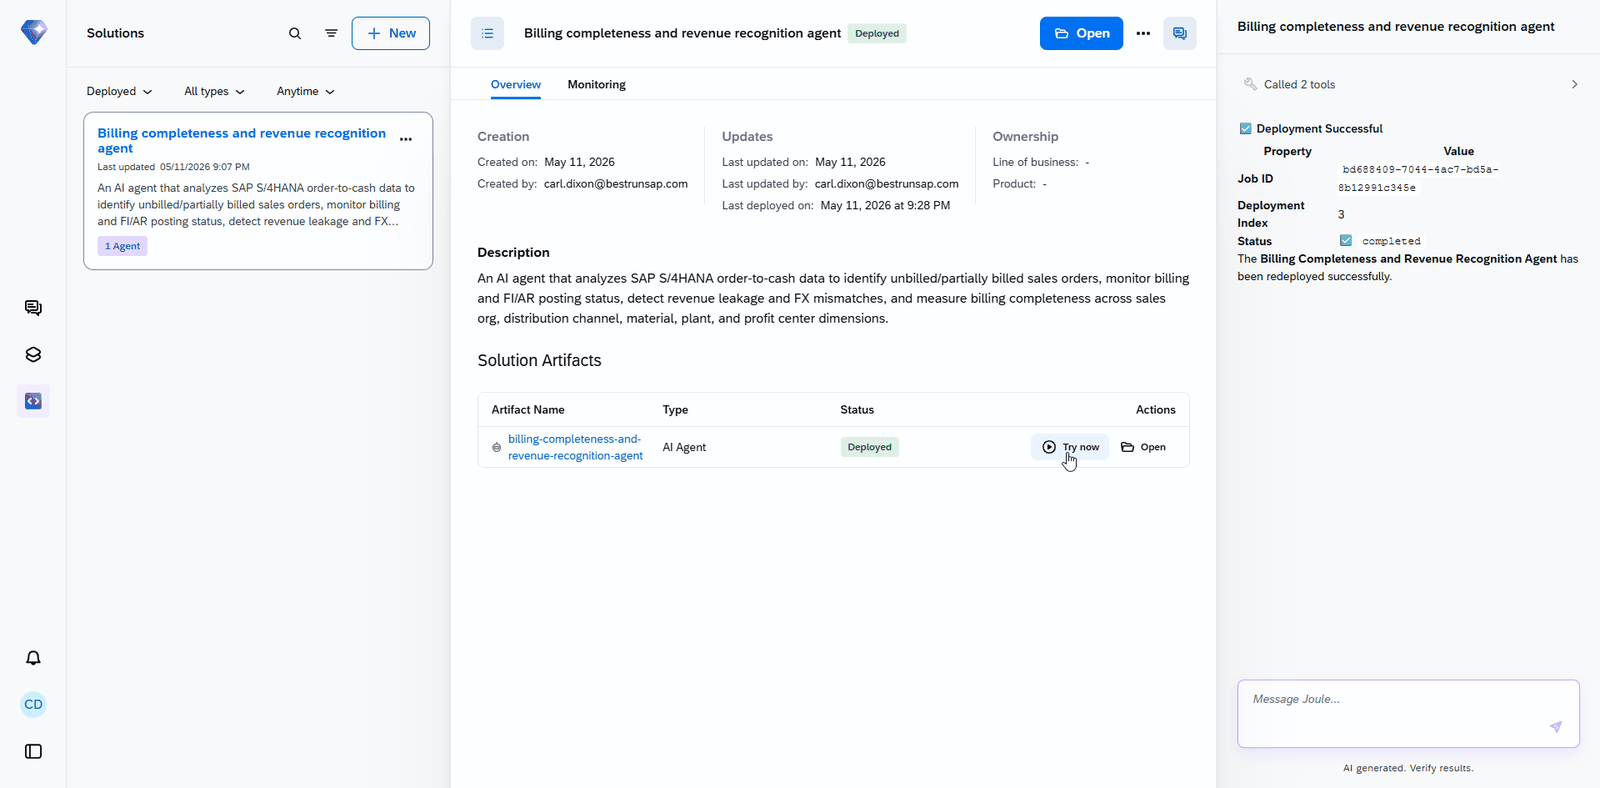 Solutions
New
Deployed
All types
Anytime
Billing completeness and revenue recognition
agent
Last updated 05/11/2026 9:07 PM
An AI agent that analyzes SAP S/4HANA order-to-cash data to
identify unbilled/partially billed sales orders, monitor billing
and FI/AR posting status, detect revenue leakage and FX...
1 Agent
CD
Billing completeness and revenue recognition agent
Deployed
Open
Overview
Monitoring
Creation
Created on: May 11, 2026
Created by: carl.dixon@bestrunsap.com
Updates
Last updated on: May 11, 2026
Last updated by: carl.dixon@bestrunsap.com
Last deployed on: May 11, 2026 at 9:28 PM
Ownership
Line of business: -
Product: -
Description
An AI agent that analyzes SAP S/4HANA order-to-cash data to identify unbilled/partially billed sales orders, monitor billing
and FI/AR posting status, detect revenue leakage and FX mismatches, and measure billing completeness across sales
org, distribution channel, material, plant, and profit center dimensions.
Solution Artifacts
Artifact Name Type Status Actions
billing-completeness-and-
revenue-recognition-agent
AI Agent
Deployed
Try now
Open
Billing completeness and revenue recognition agent
Called 2 tools
Deployment Successful
Property Value
Job ID
bd688409-7044-4ac7-bd5a-
8b12991c345e
Deployment
Index
3
Status completed
The Billing Completeness and Revenue Recognition Agent has
been redeployed successfully.
Message Joule...
AI generated. Verify results.